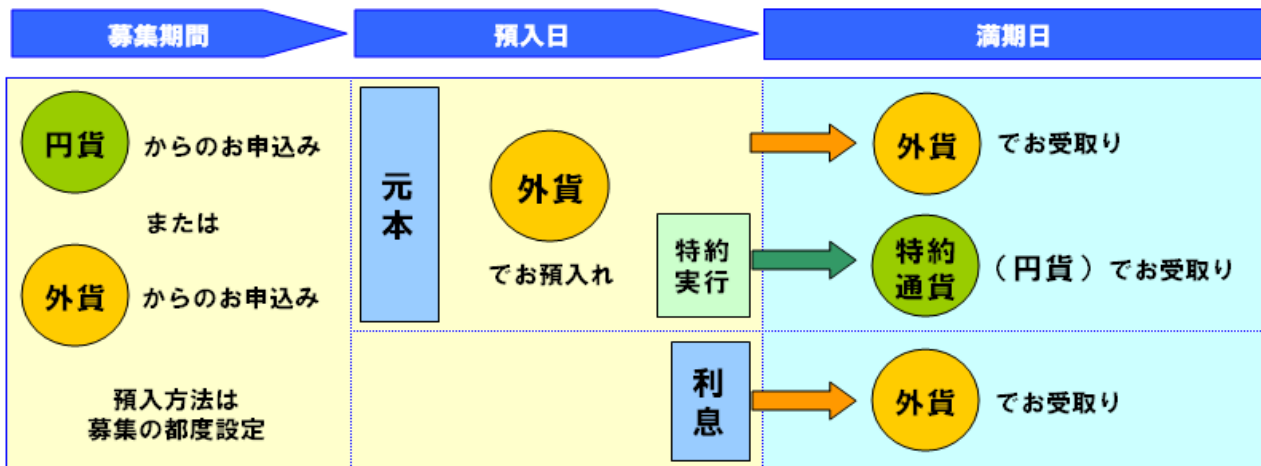 募集期間
預入日
満期日
円貨 からのお申込み
または
外貨 からのお申込み
預入方法は
募集の都度設定
元
本
外貨
でお預入れ
特約
実行
外貨 でお受取り
特約
通貨
(円貨)でお受取り
利
息
外貨 でお受取り